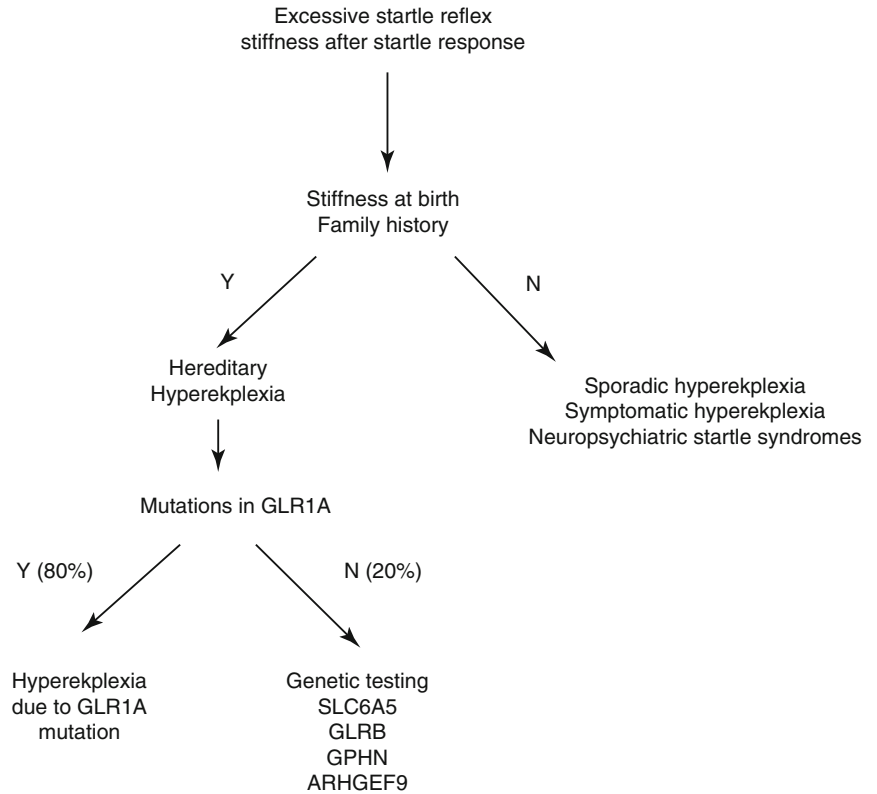 Excessive startle reflex
stiffness after startle response
Stiffness at birth
Family history
Y
N
Hereditary
Hyperekplexia
Sporadic hyperekplexia
Symptomatic hyperekplexia
Neuropsychiatric startle syndromes
Mutations in GLR1A
Y (80%)
N (20%)
Hyperekplexia
due to GLR1A
mutation
Genetic testing
SLC6A5
GLRB
GPHN
ARHGEF9